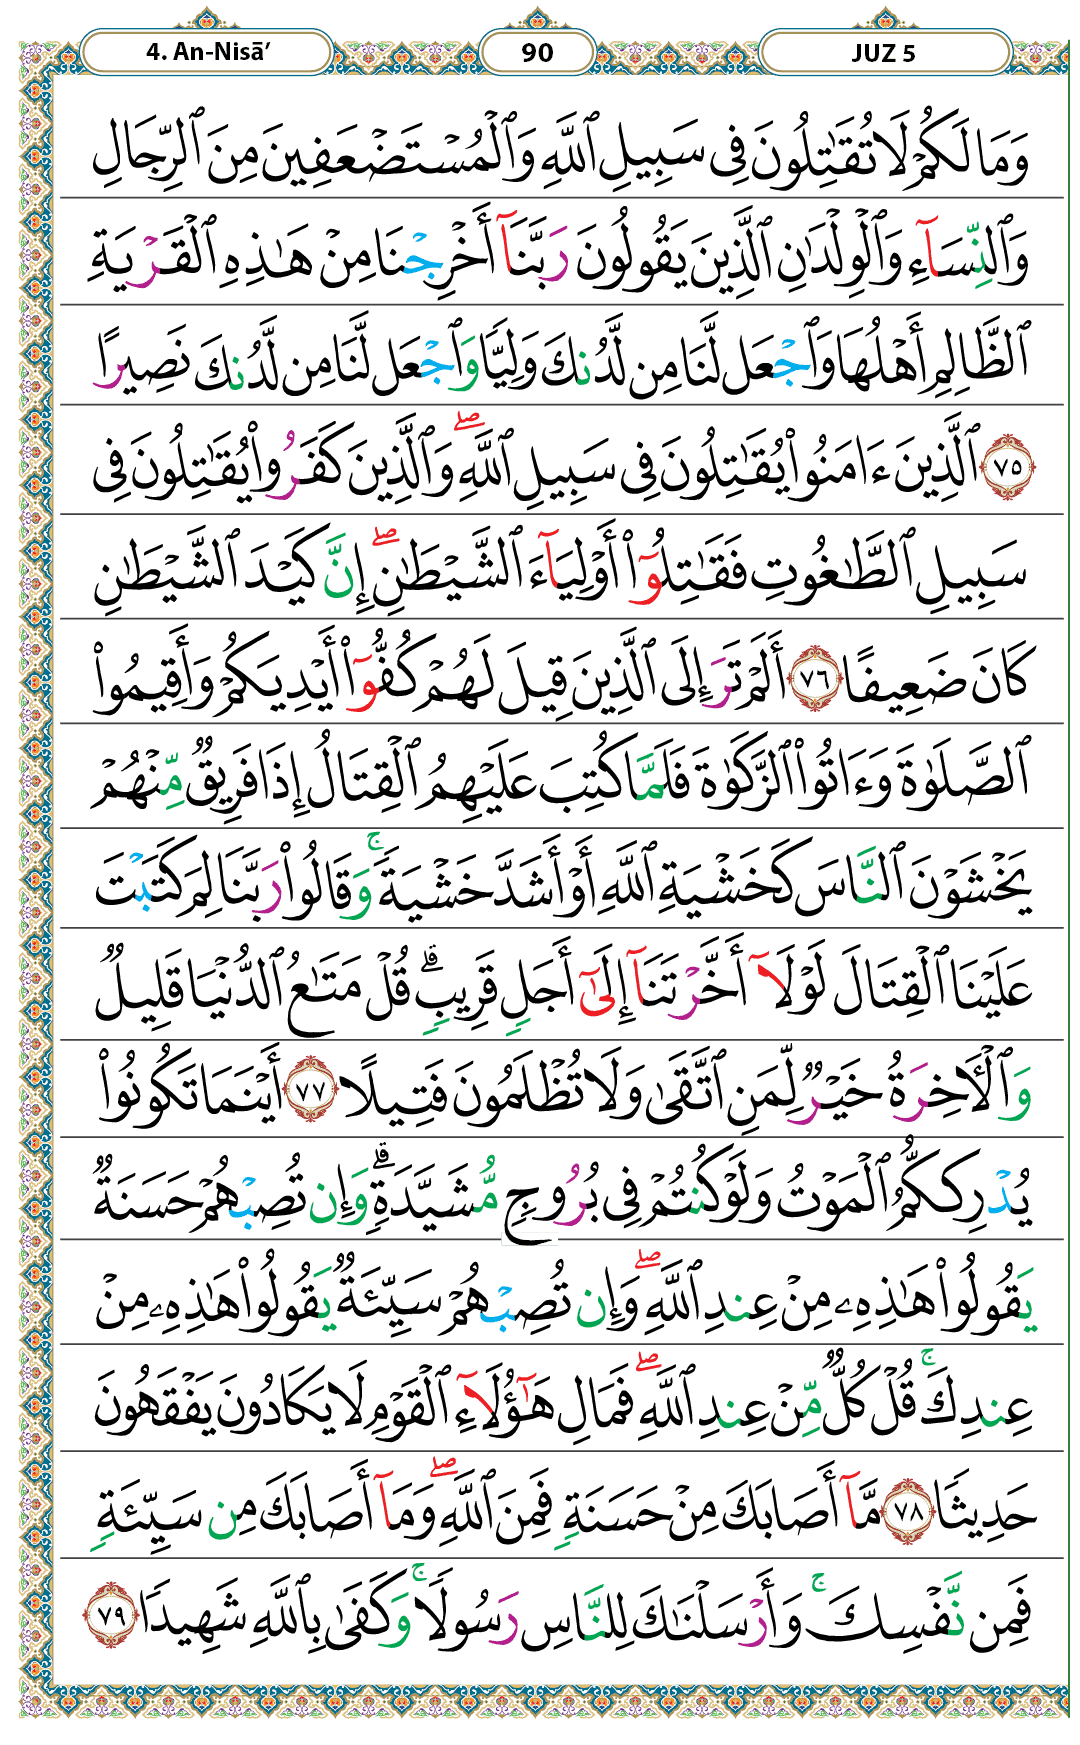 4. An-Nisā’
90
JUZ 5
وَمَا لَكُمۡ لَا تُقَٰتِلُونَ فِى سَبِيلِ ٱللَّهِ وَٱلۡمُسۡتَضۡعَفِينَ مِنَ ٱلرِّجَالِ
وَٱلنِّسَآءِ وَٱلۡوِلۡدَٰنِ ٱلَّذِينَ يَقُولُونَ رَبَّنَآ أَخۡرِجۡنَا مِنۡ هَٰذِهِ ٱلۡقَرۡيَةِ
ٱلظَّالِمِ أَهۡلُهَا وَٱجۡعَل لَّنَا مِن لَّدُنكَ وَلِيًّا وَٱجۡعَل لَّنَا مِن لَّدُنكَ نَصِيرًا
٧٥ ٱلَّذِينَ ءَامَنُوا۟ يُقَٰتِلُونَ فِى سَبِيلِ ٱللَّهِۖ وَٱلَّذِينَ كَفَرُوا۟ يُقَٰتِلُونَ فِى
سَبِيلِ ٱلطَّٰغُوتِ فَقَٰتِلُوٓا۟ أَوۡلِيَآءَ ٱلشَّيۡطَٰنِۖ إِنَّ كَيۡدَ ٱلشَّيۡطَٰنِ
كَانَ ضَعِيفًا ٧٦ أَلَمۡ تَرَ إِلَى ٱلَّذِينَ قِيلَ لَهُمۡ كُفُّوٓا۟ أَيۡدِيَكُمۡ وَأَقِيمُوا۟
ٱلصَّلَوٰةَ وَءَاتُوا۟ ٱلزَّكَوٰةَ فَلَمَّا كُتِبَ عَلَيۡهِمُ ٱلۡقِتَالُ إِذَا فَرِيقٌ مِّنۡهُمۡ
يَخۡشَوۡنَ ٱلنَّاسَ كَخَشۡيَةِ ٱللَّهِ أَوۡ أَشَدَّ خَشۡيَةًۚ وَقَالُوا۟ رَبَّنَا لِمَ كَتَبۡتَ
عَلَيۡنَا ٱلۡقِتَالَ لَوۡلَآ أَخَّرۡتَنَآ إِلَىٰٓ أَجَلٍ قَرِيبٍۗ قُلۡ مَتَٰعُ ٱلدُّنۡيَا قَلِيلٌ
وَٱلۡءَاخِرَةُ خَيۡرٌ لِّمَنِ ٱتَّقَىٰ وَلَا تُظۡلَمُونَ فَتِيلًا ٧٧ أَيۡنَمَا تَكُونُوا۟
يُدۡرِككُّمُ ٱلۡمَوۡتُ وَلَوۡ كُنتُمۡ فِى بُرُوجٍ مُّشَيَّدَةٍۗ وَإِن تُصِبۡهُمۡ حَسَنَةٌ
يَقُولُوا۟ هَٰذِهِۦ مِنۡ عِندِ ٱللَّهِۖ وَإِن تُصِبۡهُمۡ سَيِّئَةٌ يَقُولُوا۟ هَٰذِهِۦ مِنۡ
عِندِكَۚ قُلۡ كُلٌّ مِّنۡ عِندِ ٱللَّهِۖ فَمَالِ هَٰٓؤُلَآءِ ٱلۡقَوۡمِ لَا يَكَادُونَ يَفۡقَهُونَ
حَدِيثًا ٧٨ مَّآ أَصَابَكَ مِنۡ حَسَنَةٍ فَمِنَ ٱللَّهِۖ وَمَآ أَصَابَكَ مِن سَيِّئَةٍ
فَمِن نَّفۡسِكَۚ وَأَرۡسَلۡنَٰكَ لِلنَّاسِ رَسُولًاۚ وَكَفَىٰ بِٱللَّهِ شَهِيدًا ٧٩